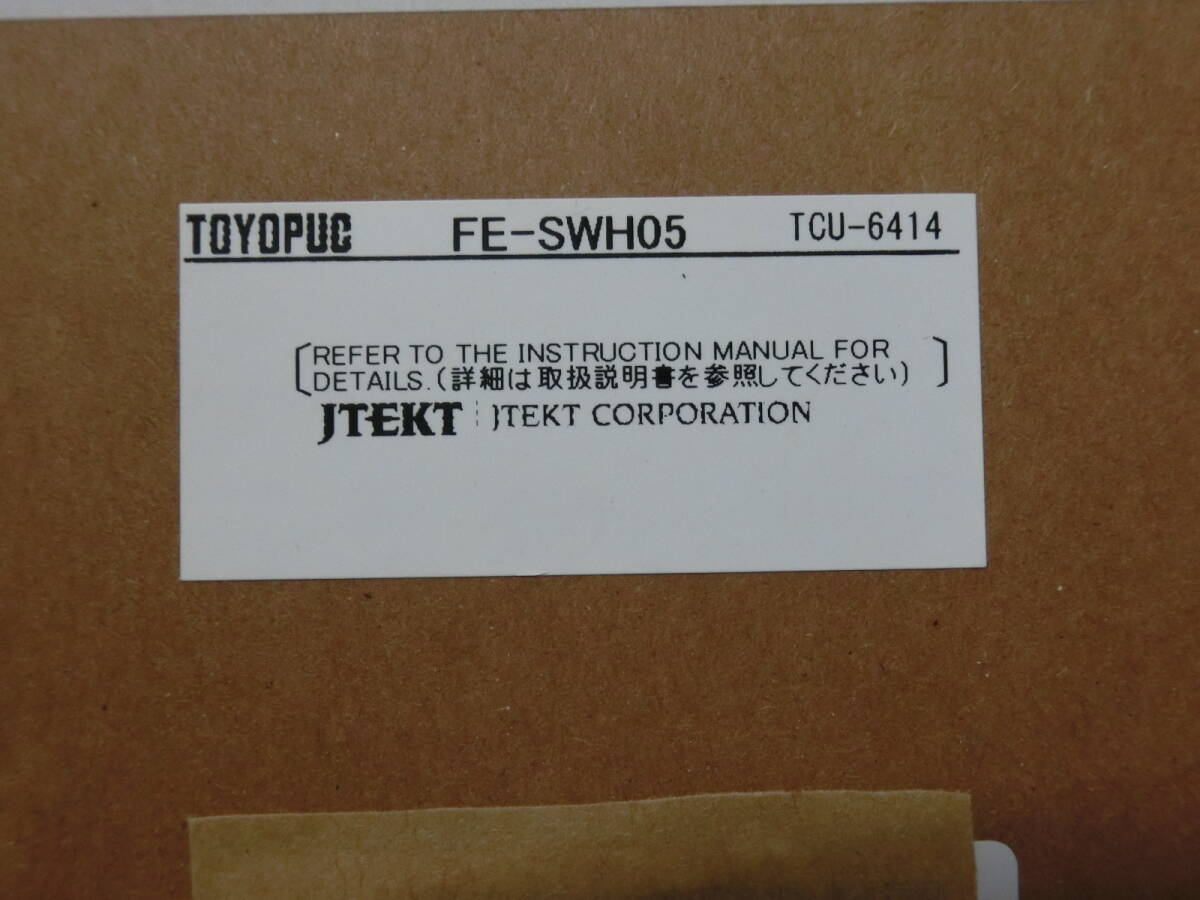 TOYOPUC FE-SWH05 TCU-6414
[REFER TO THE INSTRUCTION MANUAL FOR
DETAILS.(詳細は取扱説明書を参照してください)]
JTEKT JTEKT CORPORATION